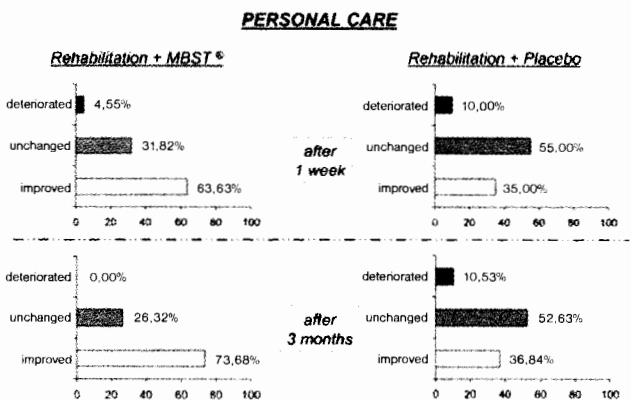 PERSONAL CARE
Rehabilitation + MBST ®
Rehabilitation + Placebo
deteriorated 4,55%
unchanged 31,82%
improved 63,63%
0 20 40 60 80 100
after
1 week
deteriorated 10,00%
unchanged 55,00%
improved 35,00%
0 20 40 60 80 100
deteriorated 0,00%
unchanged 26,32%
improved 73,68%
0 20 40 60 80 100
after
3 months
deteriorated 10,53%
unchanged 52,63%
improved 36,84%
0 20 40 60 80 100